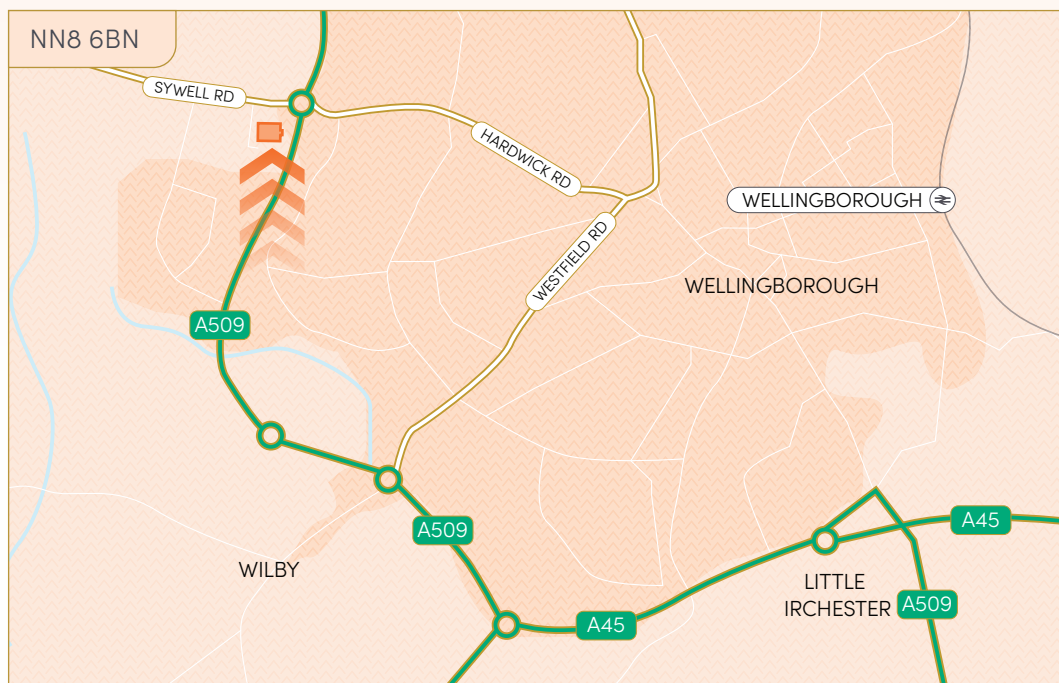 NN8 6BN
SYWELL RD
HARDWICK RD
WELLINGBOROUGH
WESTFIELD RD
WELLINGBOROUGH
A509
A509
A45
WILBY
LITTLE
IRCHESTER
A509
A45